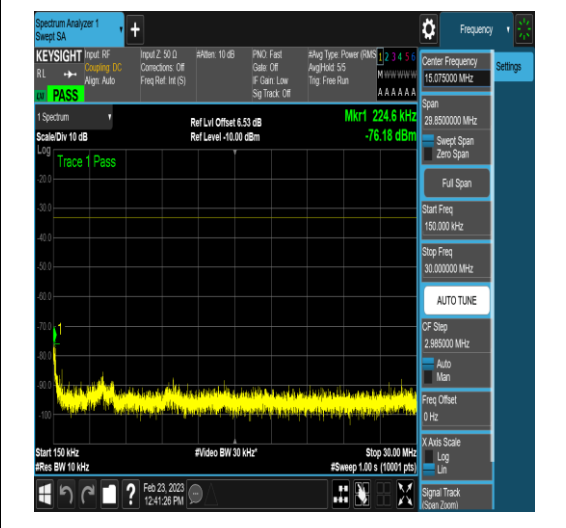 Spectrum Analyzer 1
Swept SA
+
Frequency
KEYSIGHT
RL
PASS
Input: RF
Coupling: DC
Align: Auto
Input Z: 50 Ω
Corrections: Off
Freq Ref: Int (S)
#Atten: 10 dB
PNO: Fast
Gate: Off
IF Gain: Low
Sig Track: Off
#Avg Type: Power (RMS
Avg|Hold: 5/5
Trig: Free Run
1 2 3 4 5 6
M W W W W W
A A A A A A
Center Frequency
15.075000 MHz
Settings
Span
29.8500000 MHz
Swept Span
Zero Span
Full Span
Start Freq
150.000 kHz
Stop Freq
30.000000 MHz
AUTO TUNE
CF Step
2.985000 MHz
Auto
Man
Freq Offset
0 Hz
X Axis Scale
Log
Lin
Signal Track
(Span Zoom)
1 Spectrum
Scale/Div 10 dB
Ref Lvl Offset 6.53 dB
Ref Level -10.00 dBm
Mkr1 224.6 kHz
-76.18 dBm
Log
Trace 1 Pass
-20.0
-30.0
-40.0
-50.0
-60.0
-70.0
1
-80.0
-90.0
-100
Start 150 kHz
#Res BW 10 kHz
#Video BW 30 kHz*
Stop 30.00 MHz
#Sweep 1.00 s (10001 pts)
?
Feb 23, 2023
12:41:26 PM